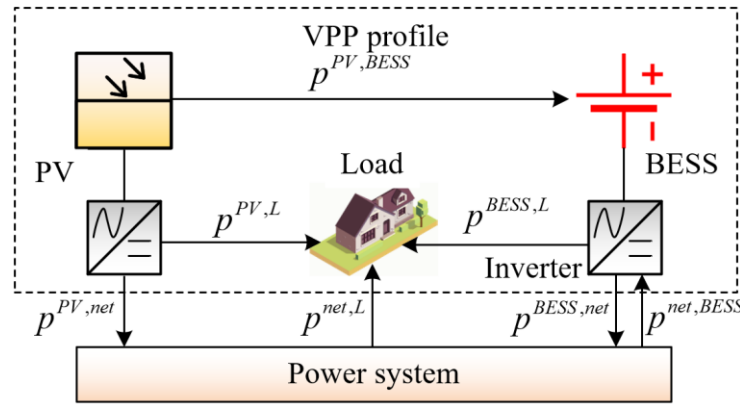 VPP profile
p^{PV,BESS}
+
−
PV
Load
BESS
p^{PV,L}
p^{BESS,L}
Inverter
p^{PV,net}
p^{net,L}
p^{BESS,net}
p^{net,BESS}
Power system